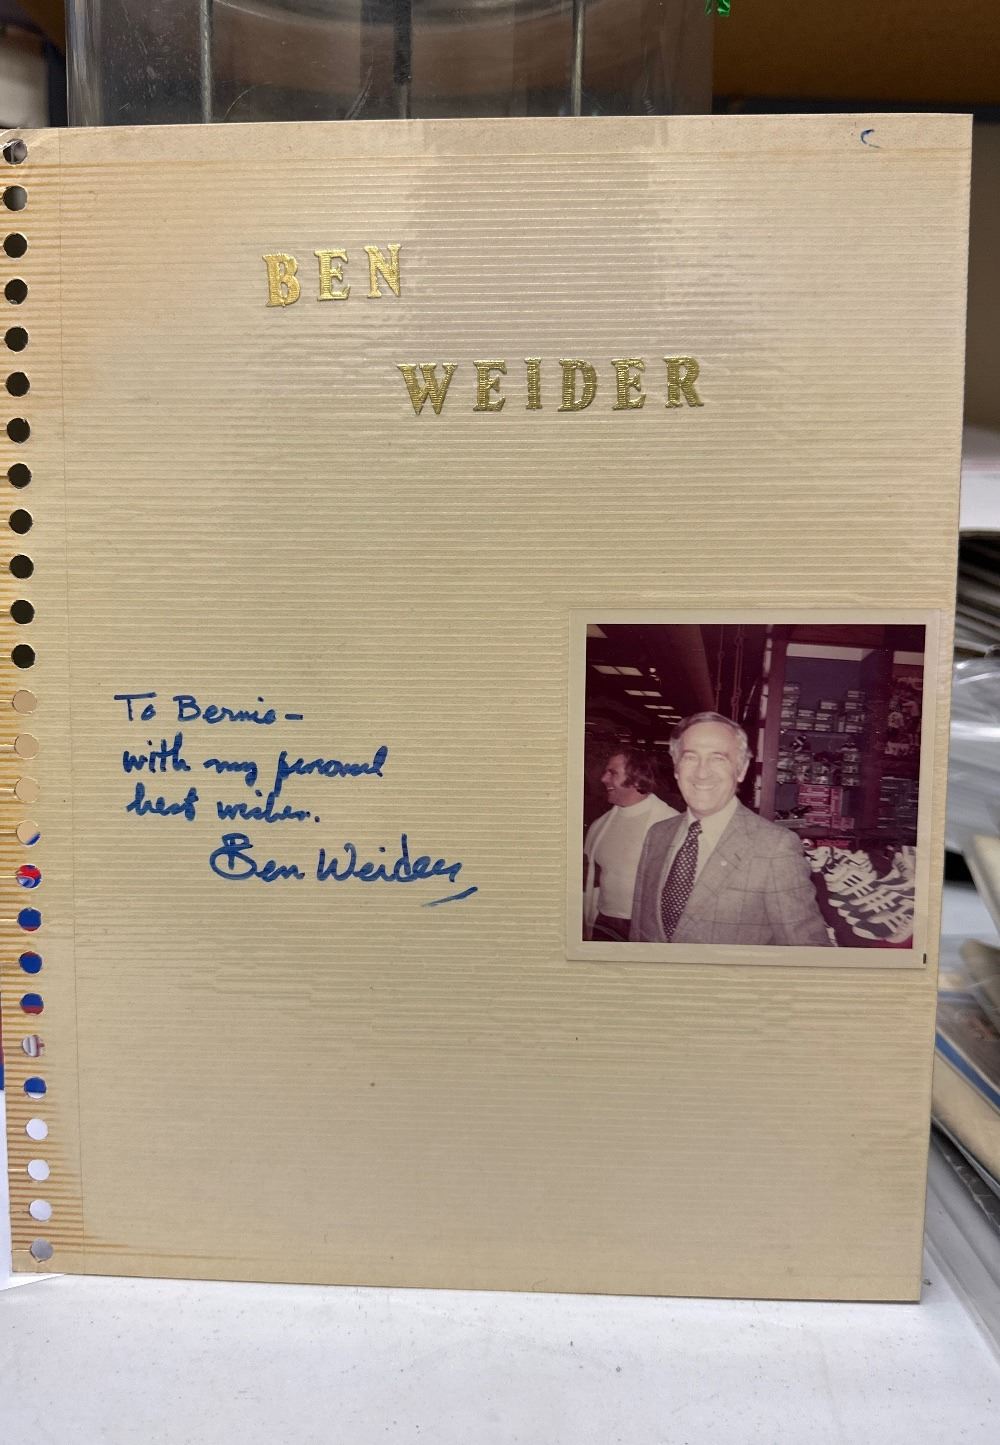 BEN
WEIDER
To Bernie –
with my personal
best wishes.
Ben Weider